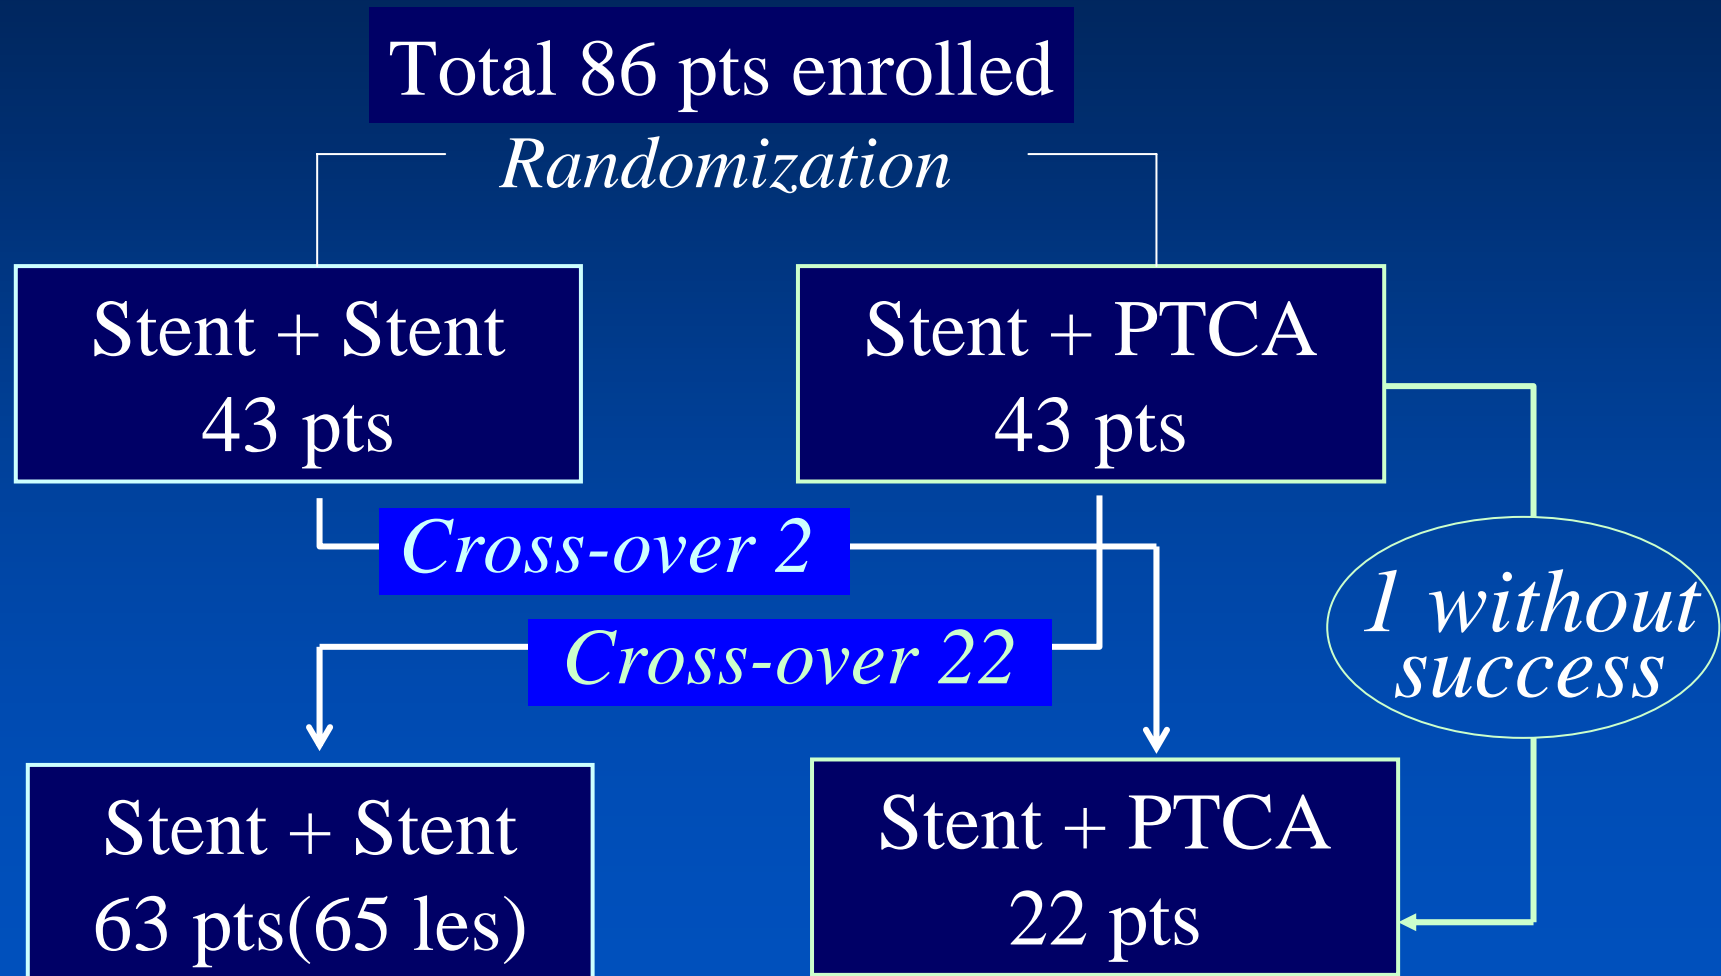 Total 86 pts enrolled
Randomization
Stent + Stent
43 pts
Stent + PTCA
43 pts
Cross-over 2
Cross-over 22
1 without
success
Stent + Stent
63 pts(65 les)
Stent + PTCA
22 pts